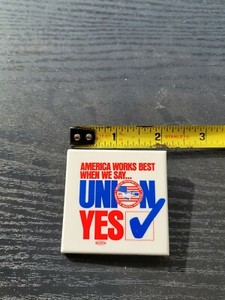 1 2 3
AMERICA WORKS BEST
WHEN WE SAY...
UNION
YES